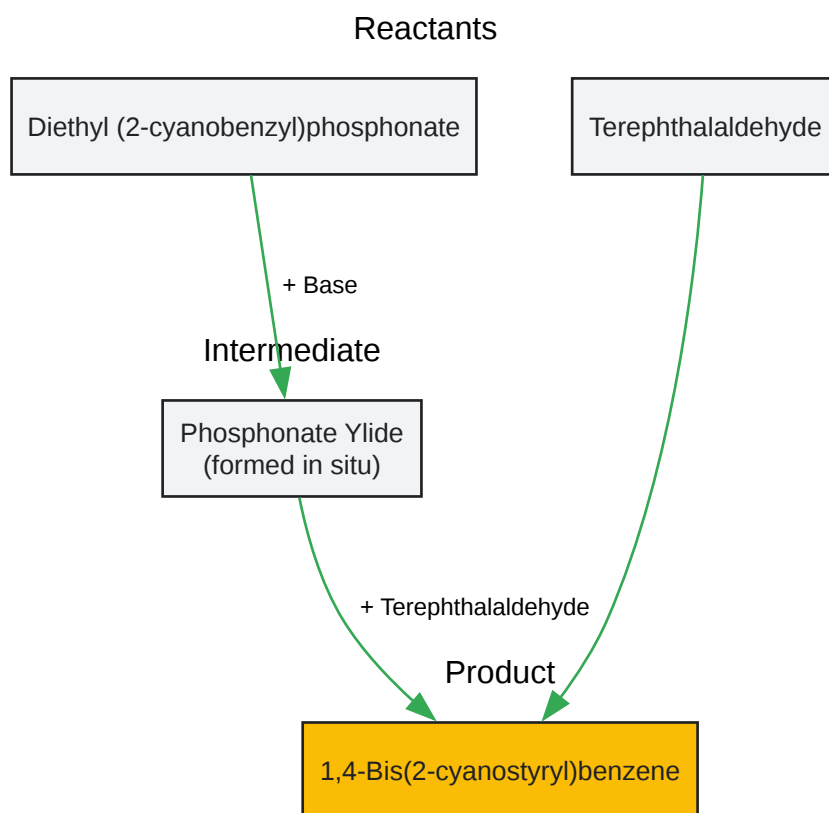 Reactants
Diethyl (2-cyanobenzyl)phosphonate
Terephthalaldehyde
+ Base
Intermediate
Phosphonate Ylide
(formed in situ)
+ Terephthalaldehyde
Product
1,4-Bis(2-cyanostyryl)benzene